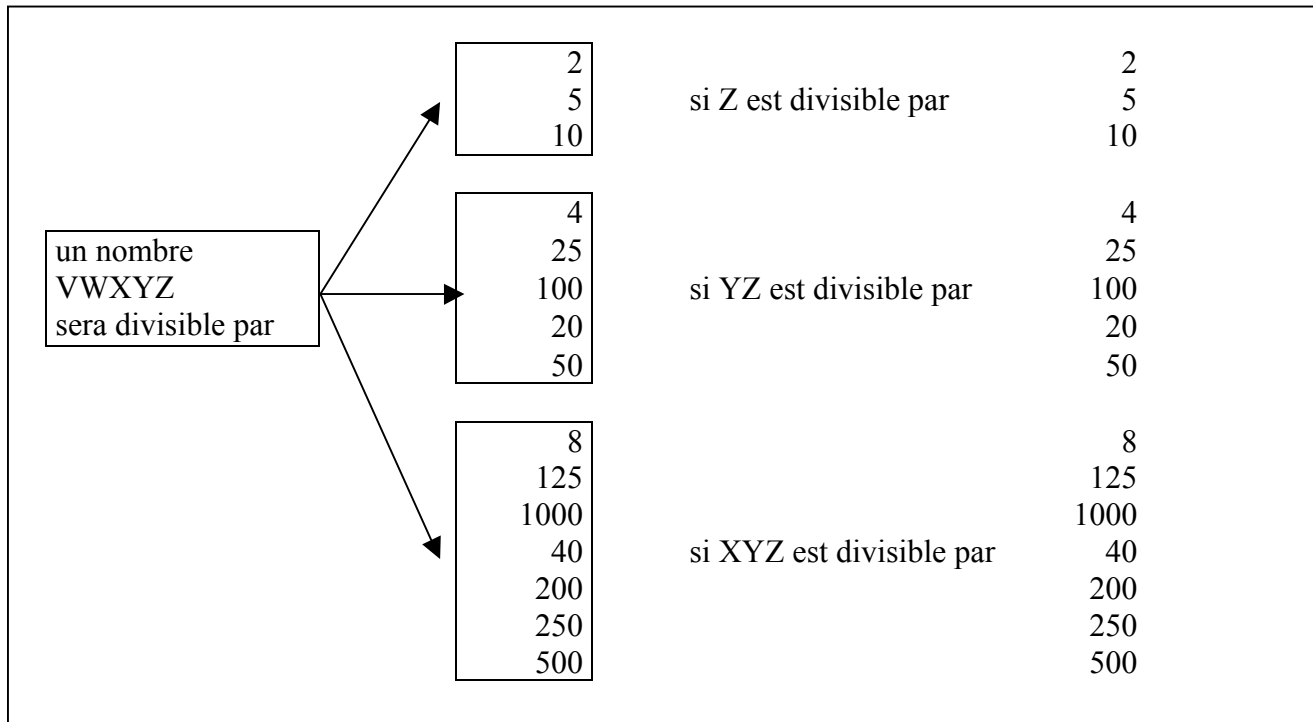 2 2
5 si Z est divisible par 5
10 10
4 4
un nombre 25 25
VWXYZ 100 si YZ est divisible par 100
sera divisible par 20 20
50 50
8 8
125 125
1000 1000
40 si XYZ est divisible par 40
200 200
250 250
500 500